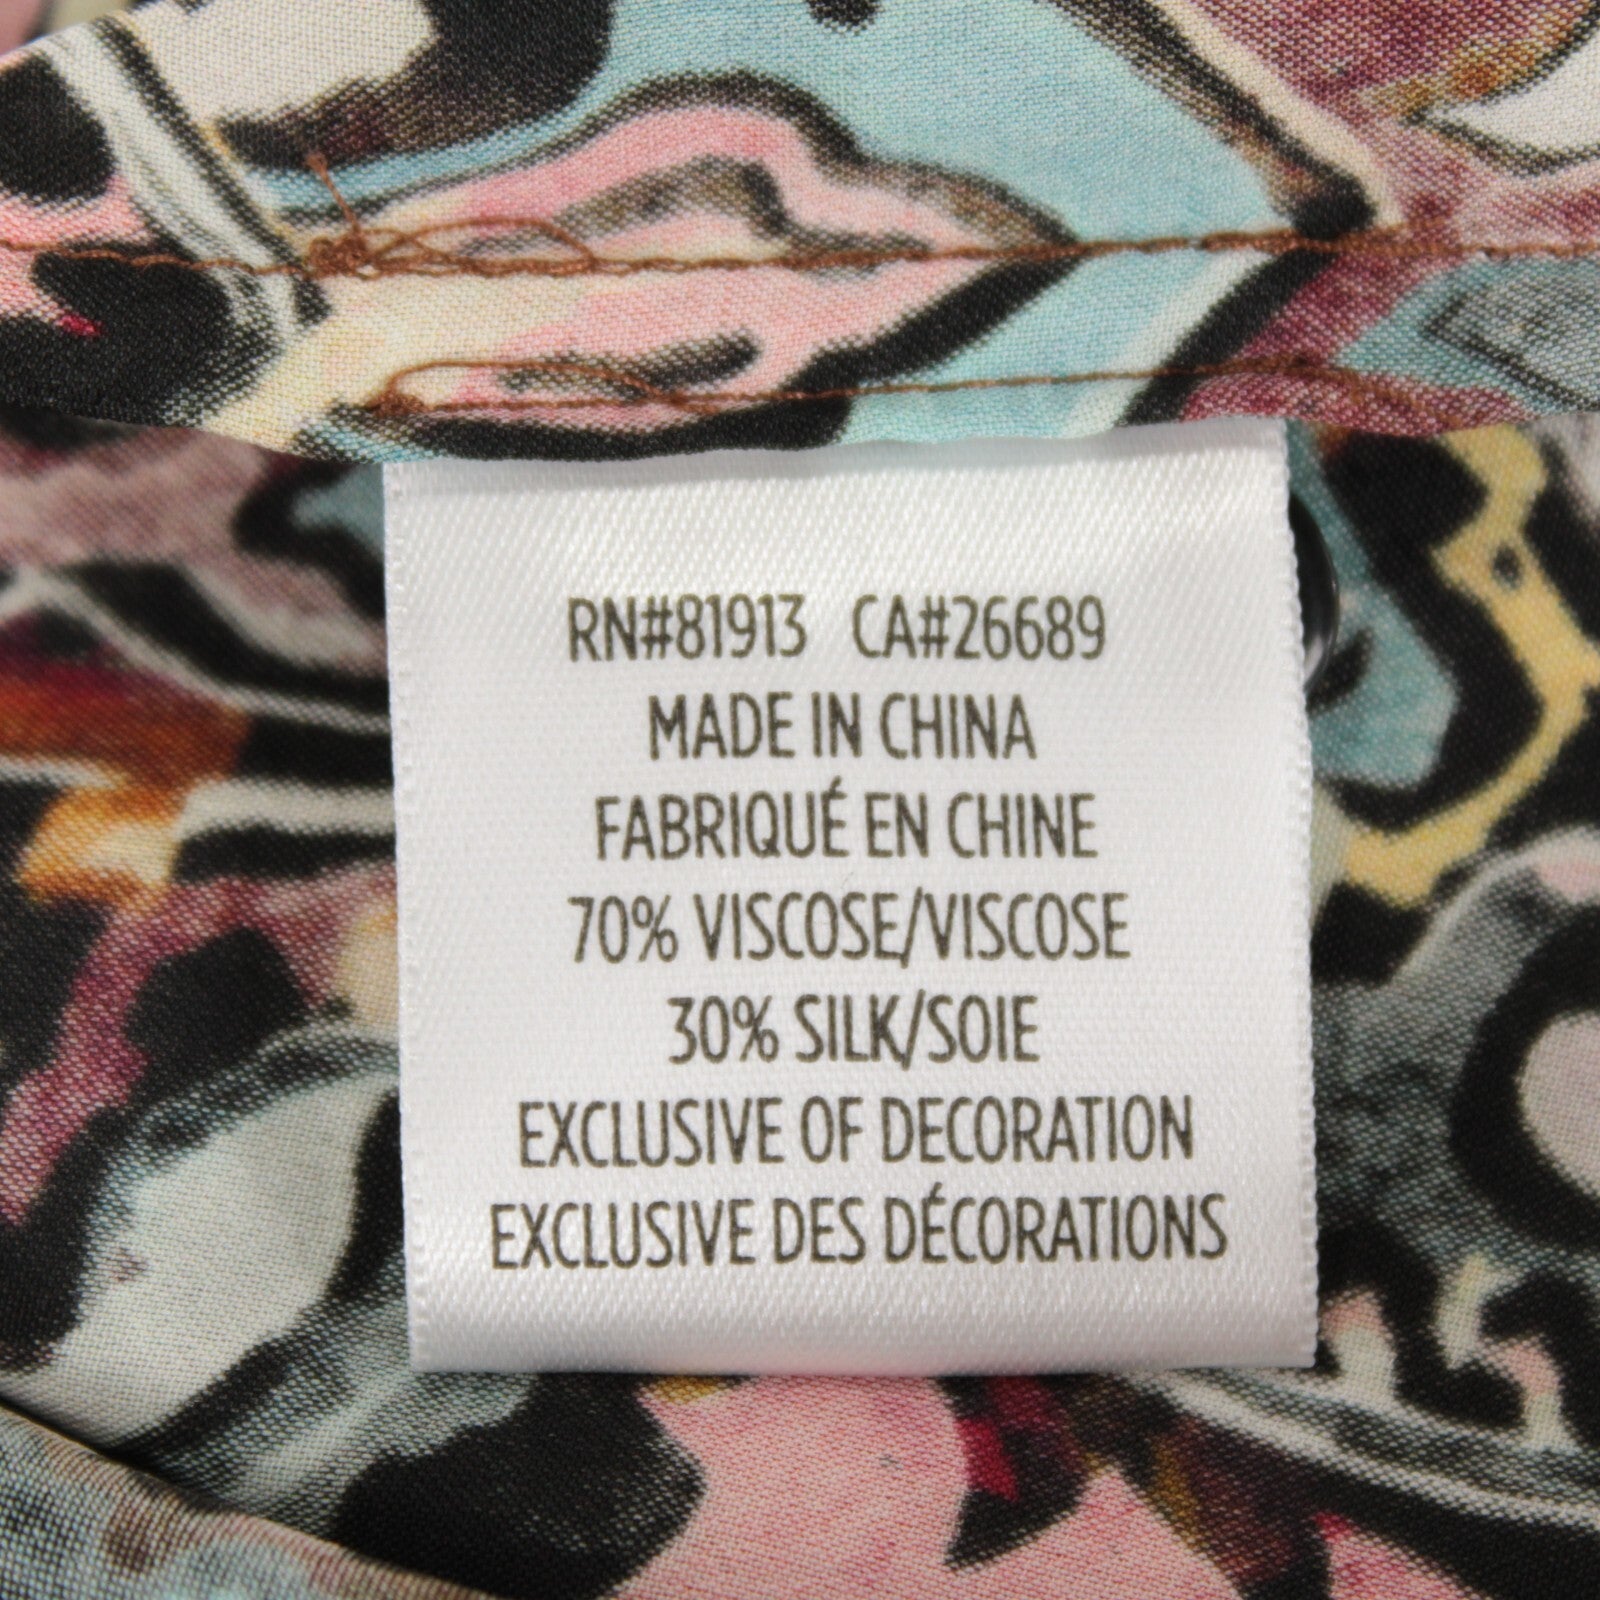 RN#81913 CA#26689
MADE IN CHINA
FABRIQUÉ EN CHINE
70% VISCOSE/VISCOSE
30% SILK/SOIE
EXCLUSIVE OF DECORATION
EXCLUSIVE DES DÉCORATIONS